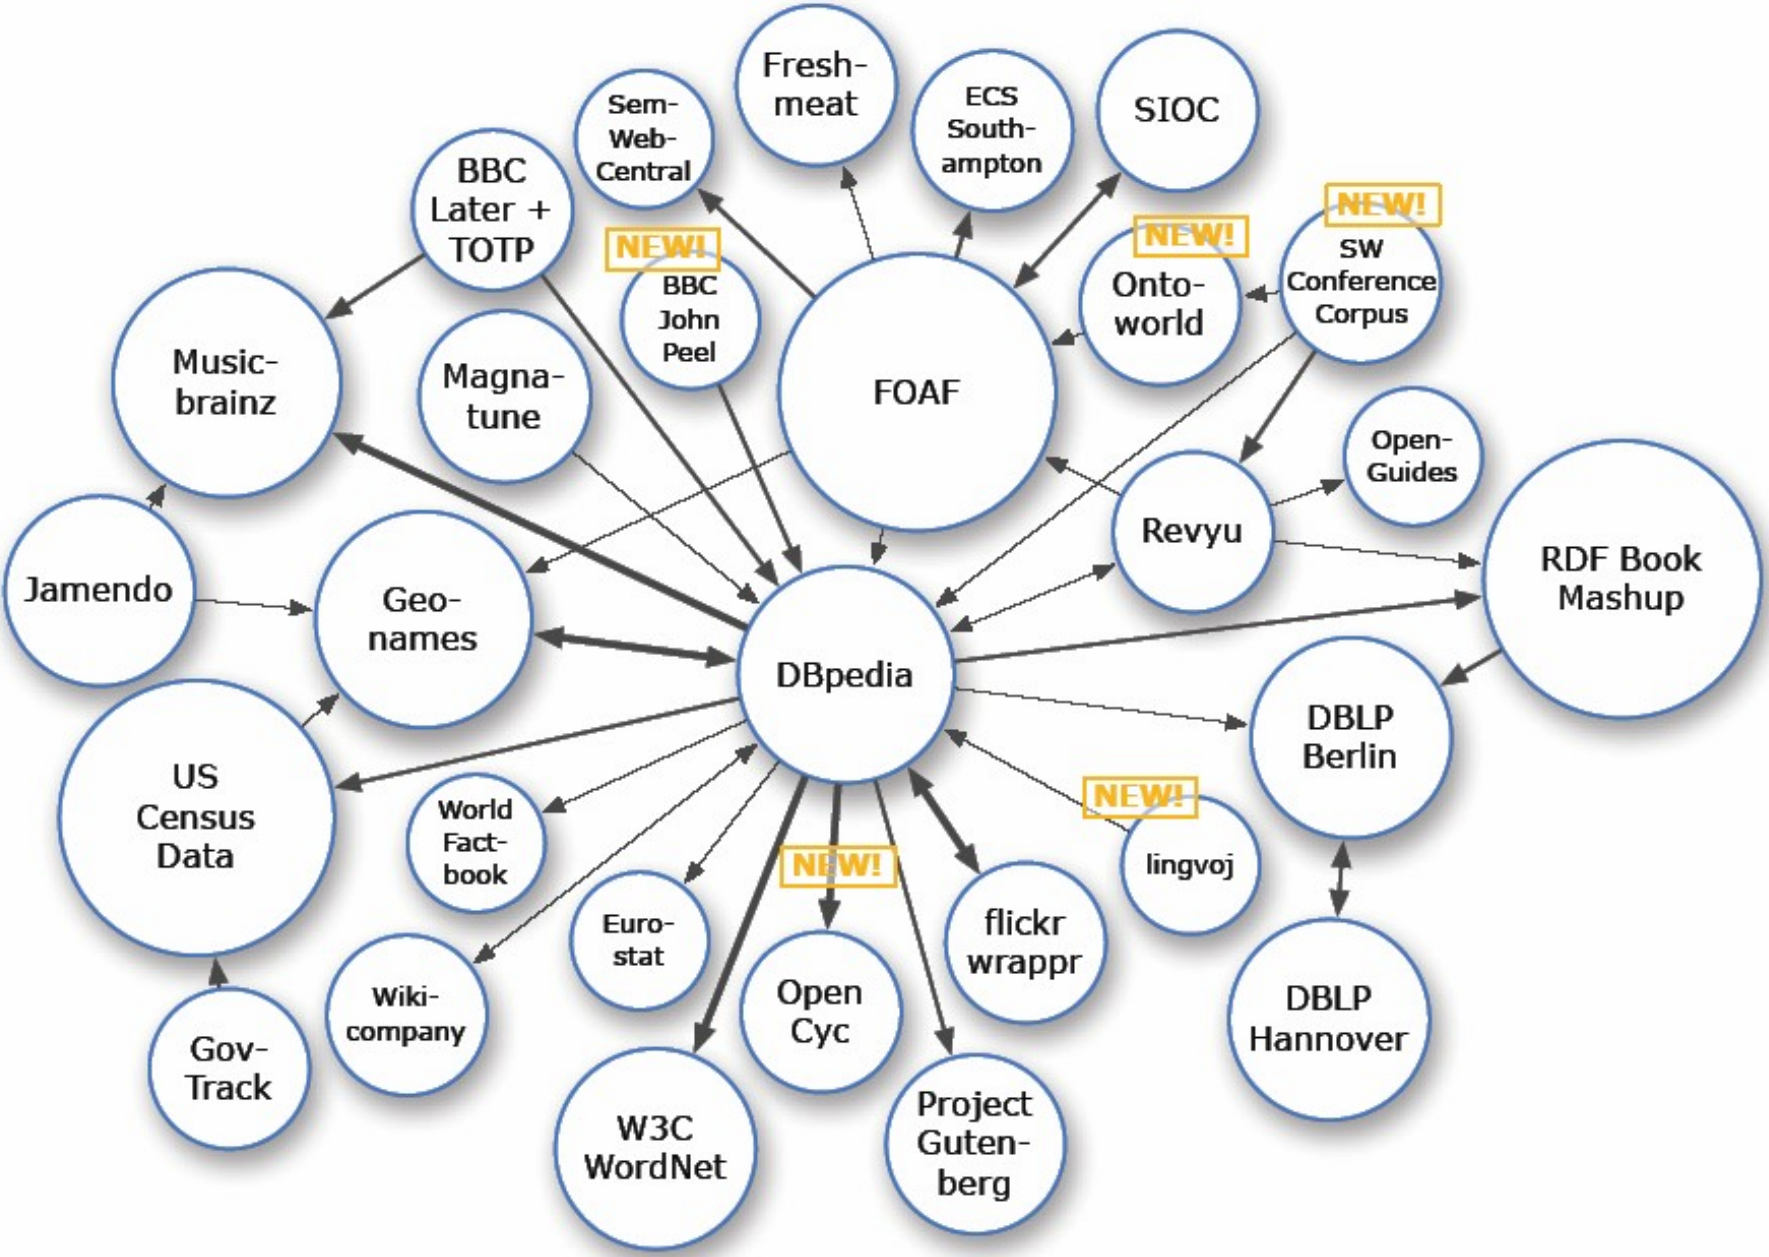 Fresh-
meat
ECS
South-
ampton
SIOC
Sem-
Web-
Central
BBC
Later +
TOTP
NEW!
BBC
John
Peel
NEW!
Onto-
world
NEW!
SW
Conference
Corpus
Music-
brainz
Magna-
tune
FOAF
Open-
Guides
Revyu
RDF Book
Mashup
Jamendo
Geo-
names
DBpedia
DBLP
Berlin
US
Census
Data
World
Fact-
book
NEW!
lingvoj
NEW!
Open
Cyc
Euro-
stat
flickr
wrappr
Wiki-
company
DBLP
Hannover
Gov-
Track
W3C
WordNet
Project
Guten-
berg